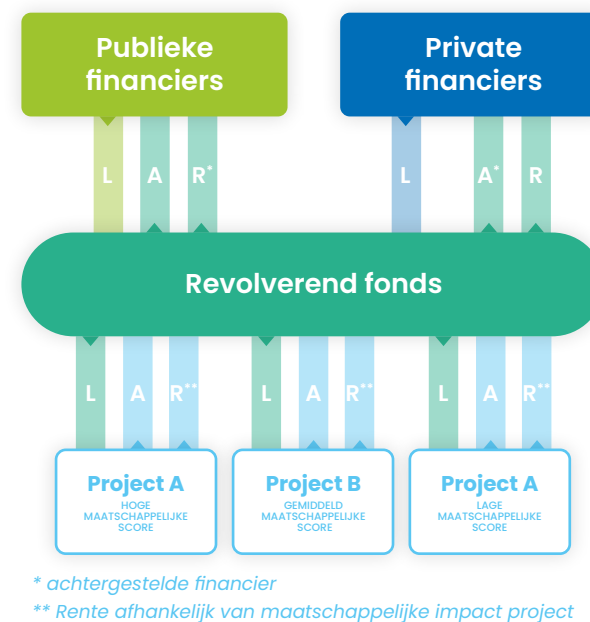 Publieke
financiers
Private
financiers
L A R*
L A* R
Revolverend fonds
L A R**
L A R**
L A R**
Project A
HOGE
MAATSCHAPPELIJKE
SCORE
Project B
GEMIDDELD
MAATSCHAPPELIJKE
SCORE
Project A
LAGE
MAATSCHAPPELIJKE
SCORE
* achtergestelde financier
** Rente afhankelijk van maatschappelijke impact project